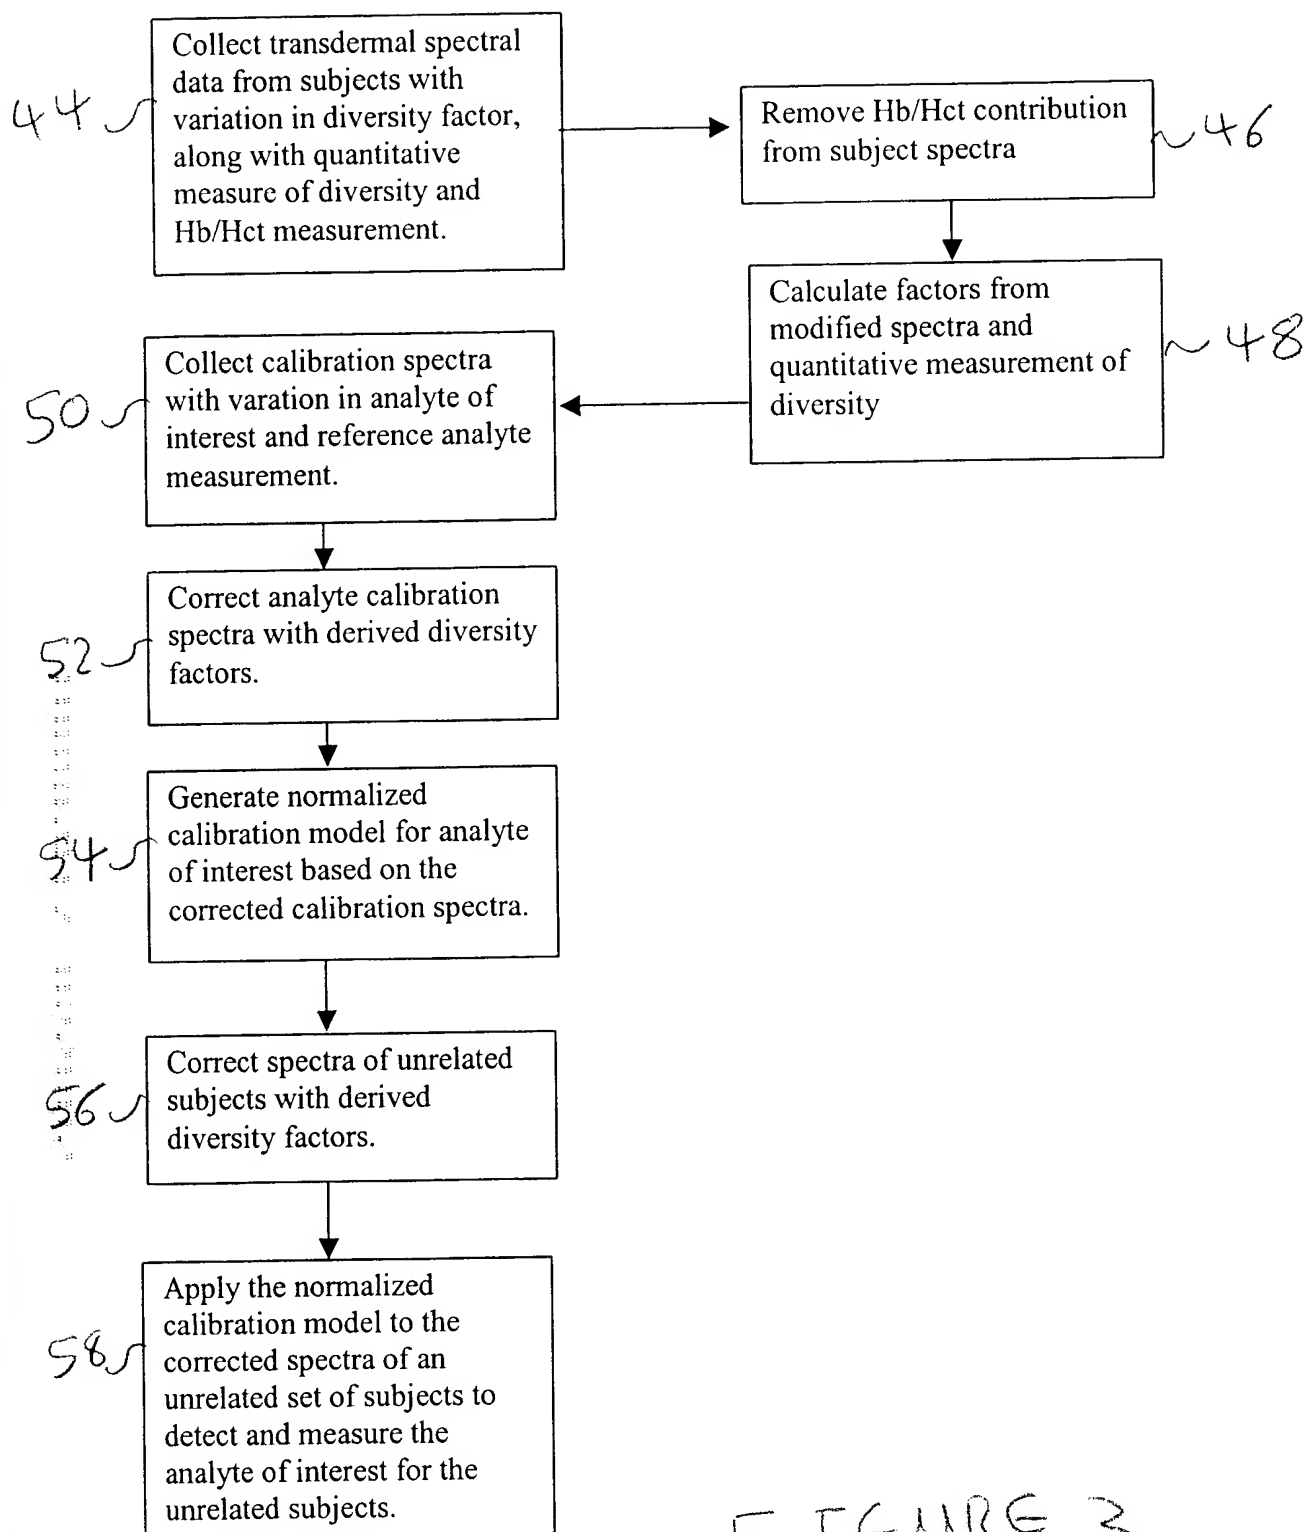 Collect transdermal spectral
data from subjects with
variation in diversity factor,
along with quantitative
measure of diversity and
Hb/Hct measurement.
44
Remove Hb/Hct contribution
from subject spectra
46
Calculate factors from
modified spectra and
quantitative measurement of
diversity
48
Collect calibration spectra
with varation in analyte of
interest and reference analyte
measurement.
50
Correct analyte calibration
spectra with derived diversity
factors.
52
Generate normalized
calibration model for analyte
of interest based on the
corrected calibration spectra.
54
Correct spectra of unrelated
subjects with derived
diversity factors.
56
Apply the normalized
calibration model to the
corrected spectra of an
unrelated set of subjects to
detect and measure the
analyte of interest for the
unrelated subjects.
58
FIGURE 3